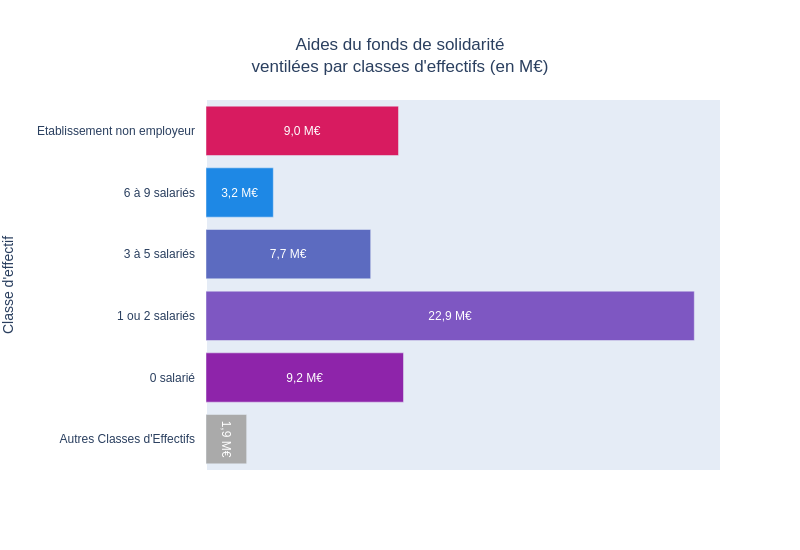 Aides du fonds de solidarité
ventilées par classes d'effectifs (en M€)
Classe d'effectif
Etablissement non employeur
9,0 M€
6 à 9 salariés
3,2 M€
3 à 5 salariés
7,7 M€
1 ou 2 salariés
22,9 M€
0 salarié
9,2 M€
Autres Classes d'Effectifs
1,9 M€